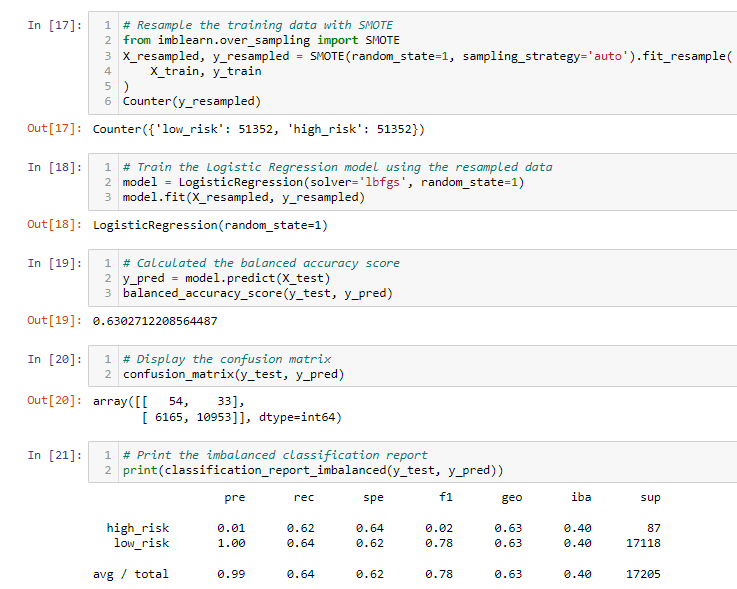 In [17]:
1 # Resample the training data with SMOTE
2 from imblearn.over_sampling import SMOTE
3 X_resampled, y_resampled = SMOTE(random_state=1, sampling_strategy='auto').fit_resample(
4     X_train, y_train
5 )
6 Counter(y_resampled)
Out[17]: Counter({'low_risk': 51352, 'high_risk': 51352})
In [18]:
1 # Train the Logistic Regression model using the resampled data
2 model = LogisticRegression(solver='lbfgs', random_state=1)
3 model.fit(X_resampled, y_resampled)
Out[18]: LogisticRegression(random_state=1)
In [19]:
1 # Calculated the balanced accuracy score
2 y_pred = model.predict(X_test)
3 balanced_accuracy_score(y_test, y_pred)
Out[19]: 0.6302712208564487
In [20]:
1 # Display the confusion matrix
2 confusion_matrix(y_test, y_pred)
Out[20]: array([[   54,    33],
       [ 6165, 10953]], dtype=int64)
In [21]:
1 # Print the imbalanced classification report
2 print(classification_report_imbalanced(y_test, y_pred))
pre rec spe f1 geo iba sup
high_risk 0.01 0.62 0.64 0.02 0.63 0.40 87
low_risk 1.00 0.64 0.62 0.78 0.63 0.40 17118
avg / total 0.99 0.64 0.62 0.78 0.63 0.40 17205